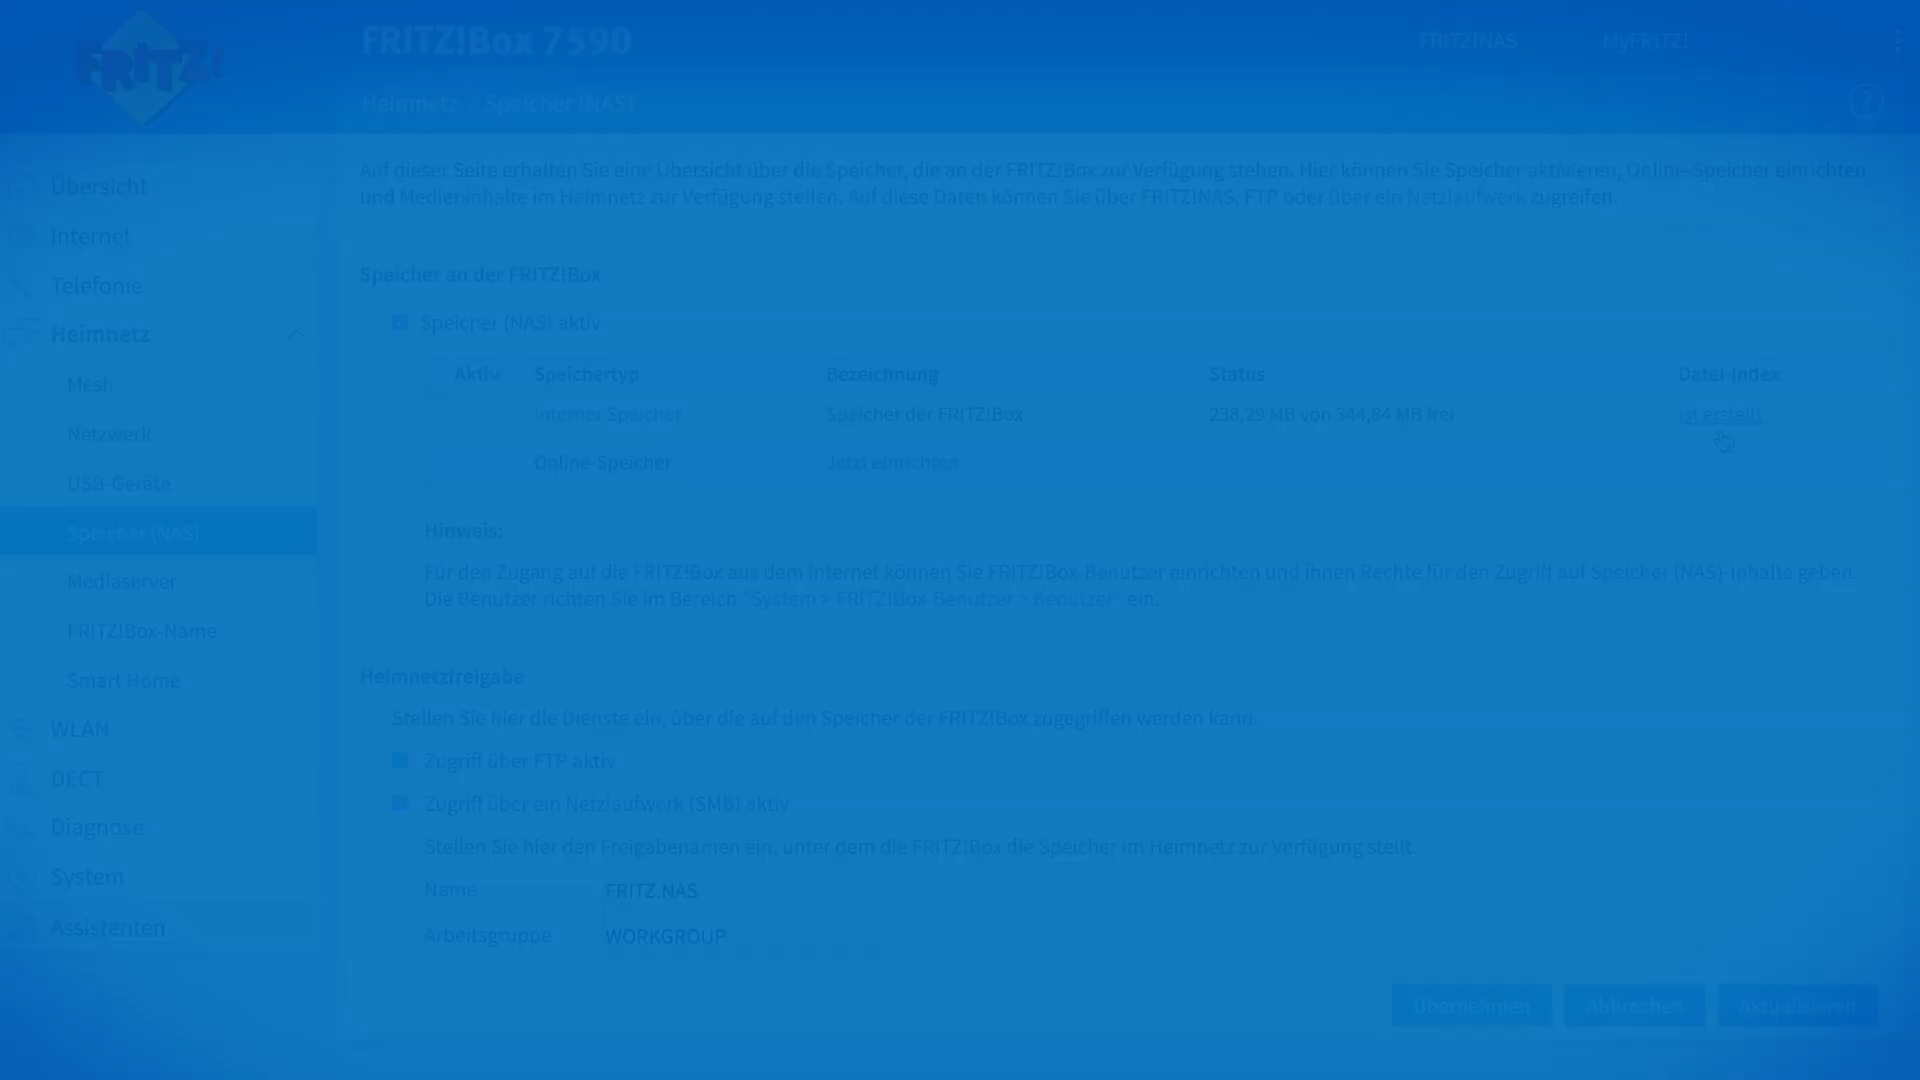 FRITZ!
FRITZ!Box 7590
FRITZ!NAS
MyFRITZ!
Heimnetz > Speicher (NAS)
?
Übersicht
Internet
Telefonie
Heimnetz
Mesh
Netzwerk
USB-Geräte
Speicher (NAS)
Mediaserver
FRITZ!Box-Name
Smart Home
WLAN
DECT
Diagnose
System
Assistenten
Auf dieser Seite erhalten Sie eine Übersicht über die Speicher, die an der FRITZ!Box zur Verfügung stehen. Hier können Sie Speicher aktivieren, Online-Speicher einrichten
und Medieninhalte im Heimnetz zur Verfügung stellen. Auf diese Daten können Sie über FRITZ!NAS, FTP oder über ein Netzlaufwerk zugreifen.
Speicher an der FRITZ!Box
Speicher (NAS) aktiv
Aktiv Speichertyp Bezeichnung Status Datei-Index
Interner Speicher Speicher der FRITZ!Box 238,29 MB von 344,84 MB frei ist erstellt
Online-Speicher Jetzt einrichten
Hinweis:
Für den Zugang auf die FRITZ!Box aus dem Internet können Sie FRITZ!Box-Benutzer einrichten und ihnen Rechte für den Zugriff auf Speicher (NAS)-Inhalte geben.
Die Benutzer richten Sie im Bereich "System > FRITZ!Box-Benutzer > Benutzer" ein.
Heimnetzfreigabe
Stellen Sie hier die Dienste ein, über die auf den Speicher der FRITZ!Box zugegriffen werden kann.
Zugriff über FTP aktiv
Zugriff über ein Netzlaufwerk (SMB) aktiv
Stellen Sie hier den Freigabenamen ein, unter dem die FRITZ!Box die Speicher im Heimnetz zur Verfügung stellt.
Name FRITZ.NAS
Arbeitsgruppe WORKGROUP
Übernehmen Abbrechen Aktualisieren